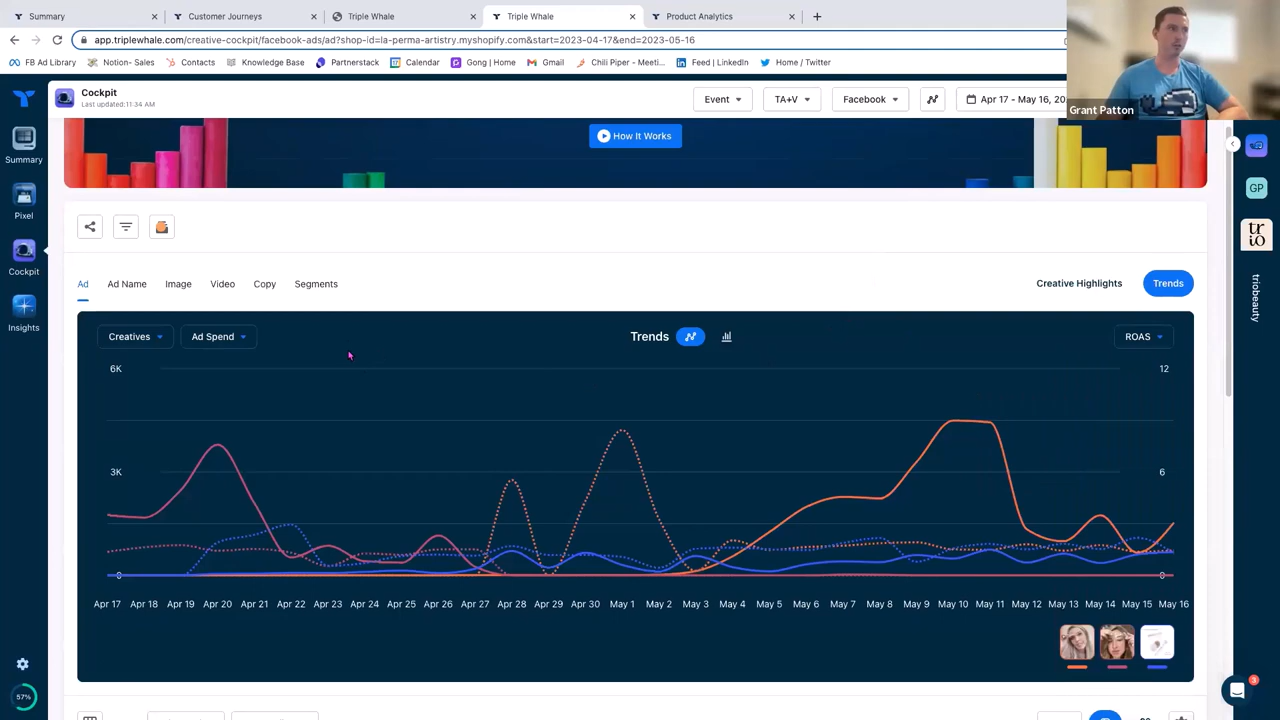 Summary
Customer Journeys
Triple Whale
Triple Whale
Product Analytics
app.triplewhale.com/creative-cockpit/facebook-ads/ad?shop-id=la-perma-artistry.myshopify.com&start=2023-04-17&end=2023-05-16
FB Ad Library
Notion- Sales
Contacts
Knowledge Base
Partnerstack
Calendar
Gong | Home
Gmail
Chili Piper - Meeti...
Feed | LinkedIn
Home / Twitter
Grant Patton
Cockpit
Last updated:11:34 AM
Event
TA+V
Facebook
Apr 17 - May 16, 20
How It Works
Summary
Pixel
Cockpit
Insights
57%
GP
trio
triobeauty
3
Ad
Ad Name
Image
Video
Copy
Segments
Creative Highlights
Trends
Creatives
Ad Spend
Trends
ROAS
6K
12
3K
6
0
0
Apr 17 Apr 18 Apr 19 Apr 20 Apr 21 Apr 22 Apr 23 Apr 24 Apr 25 Apr 26 Apr 27 Apr 28 Apr 29 Apr 30 May 1 May 2 May 3 May 4 May 5 May 6 May 7 May 8 May 9 May 10 May 11 May 12 May 13 May 14 May 15 May 16